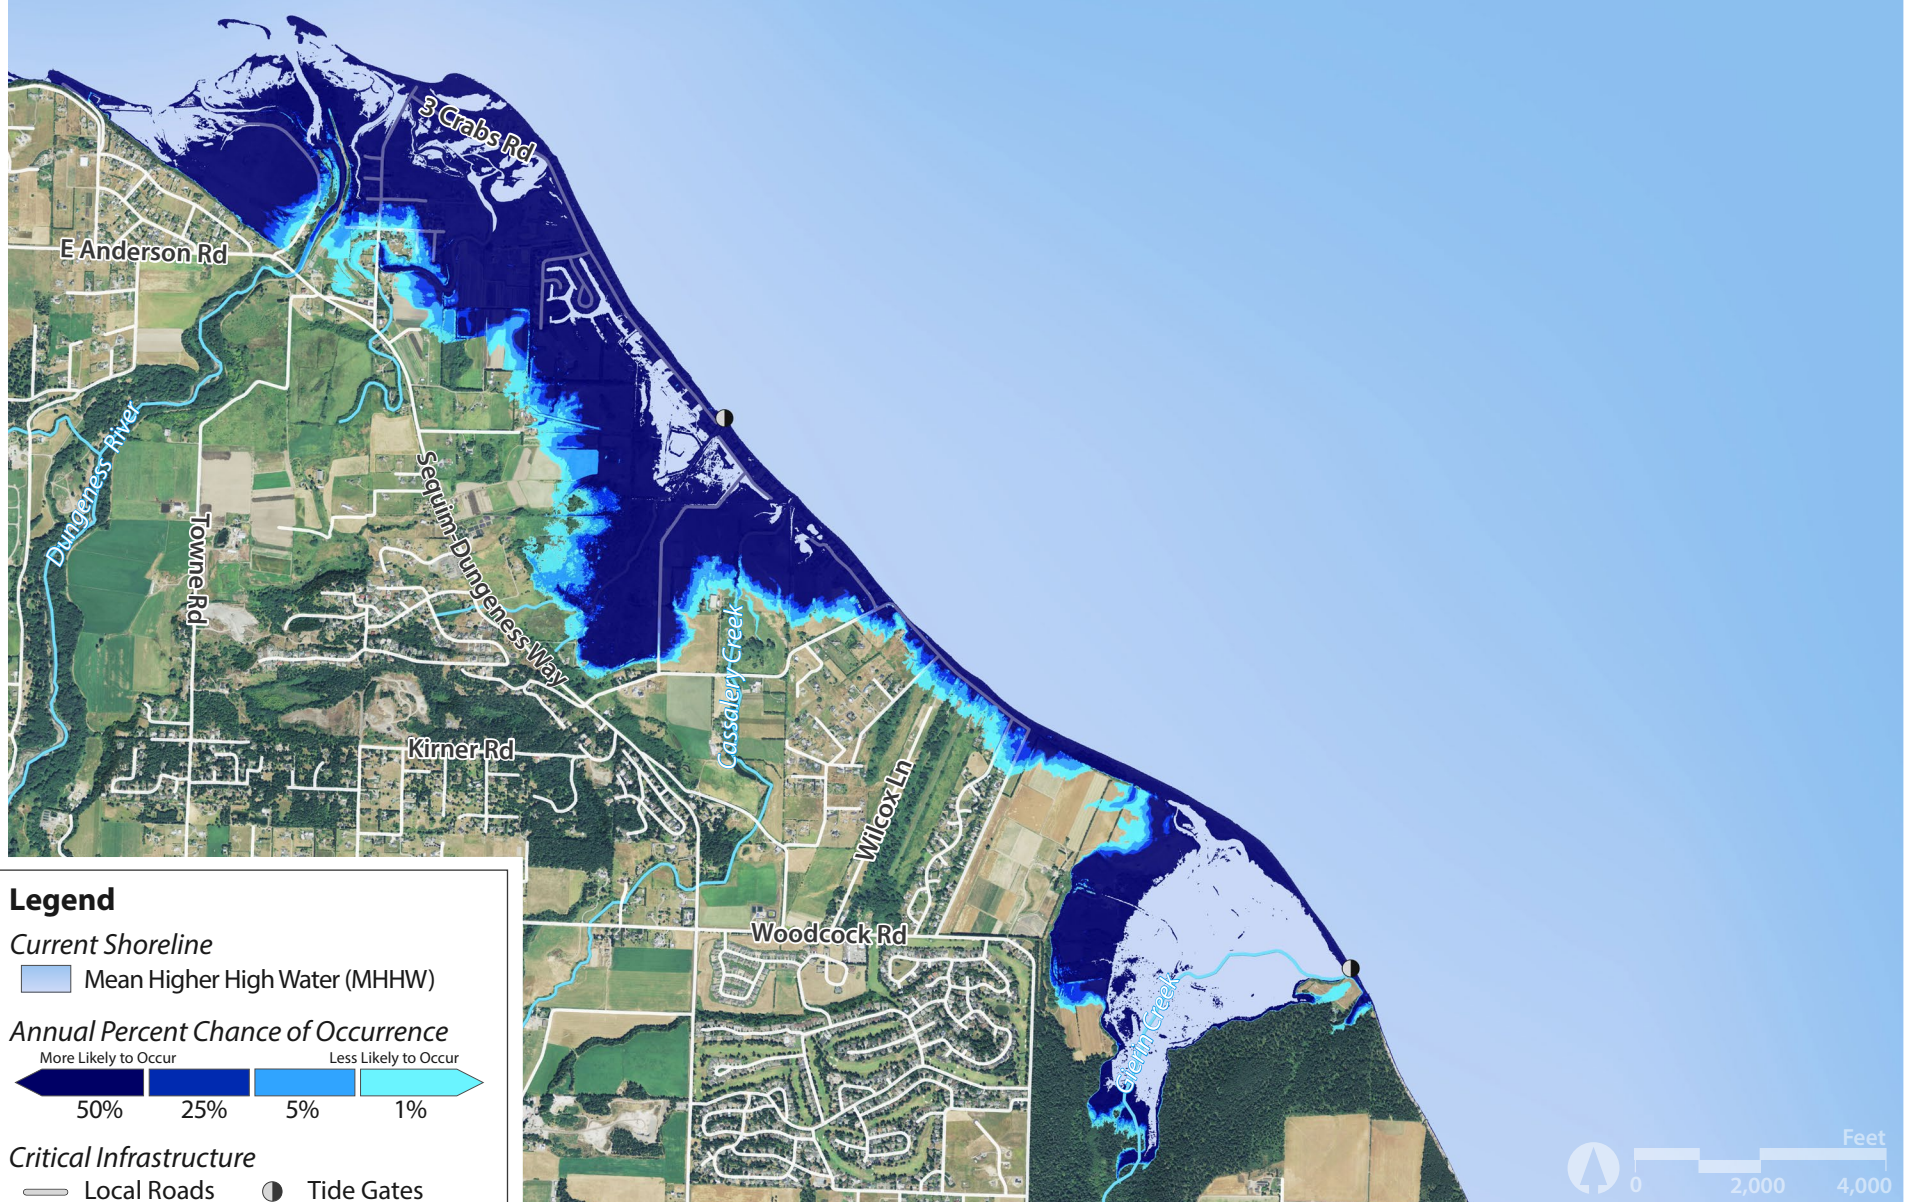 3 Crabs Rd
E Anderson Rd
Dungeness River
Towne Rd
Sequim-Dungeness Way
Cassalery Creek
Kirner Rd
Wilcox Ln
Woodcock Rd
Gierin Creek
Legend
Current Shoreline
Mean Higher High Water (MHHW)
Annual Percent Chance of Occurrence
More Likely to Occur Less Likely to Occur
50% 25% 5% 1%
Critical Infrastructure
Local Roads Tide Gates
Feet
0 2,000 4,000